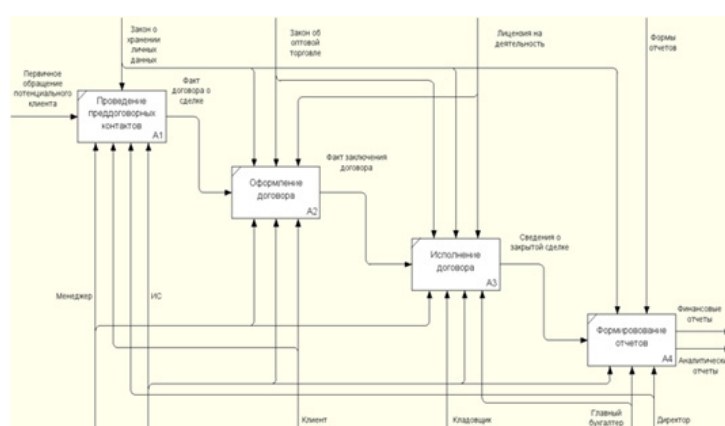 Закон о
хранении
личных
данных
Закон об
оптовой
торговле
Лицензия на
деятельность
Формы
отчетов
Первичное
обращение
потенциального
клиента
Проведение
преддоговорных
контактов
A1
Факт
договора о
сделке
Оформление
договора
A2
Факт заключения
договора
Исполнение
договора
A3
Сведения о
закрытой сделке
Менеджер
ИС
Формировование
отчетов
A4
Финансовые
отчеты
Аналитически
отчеты
Клиент
Кладовщик
Главный
бухгалтер
Директор